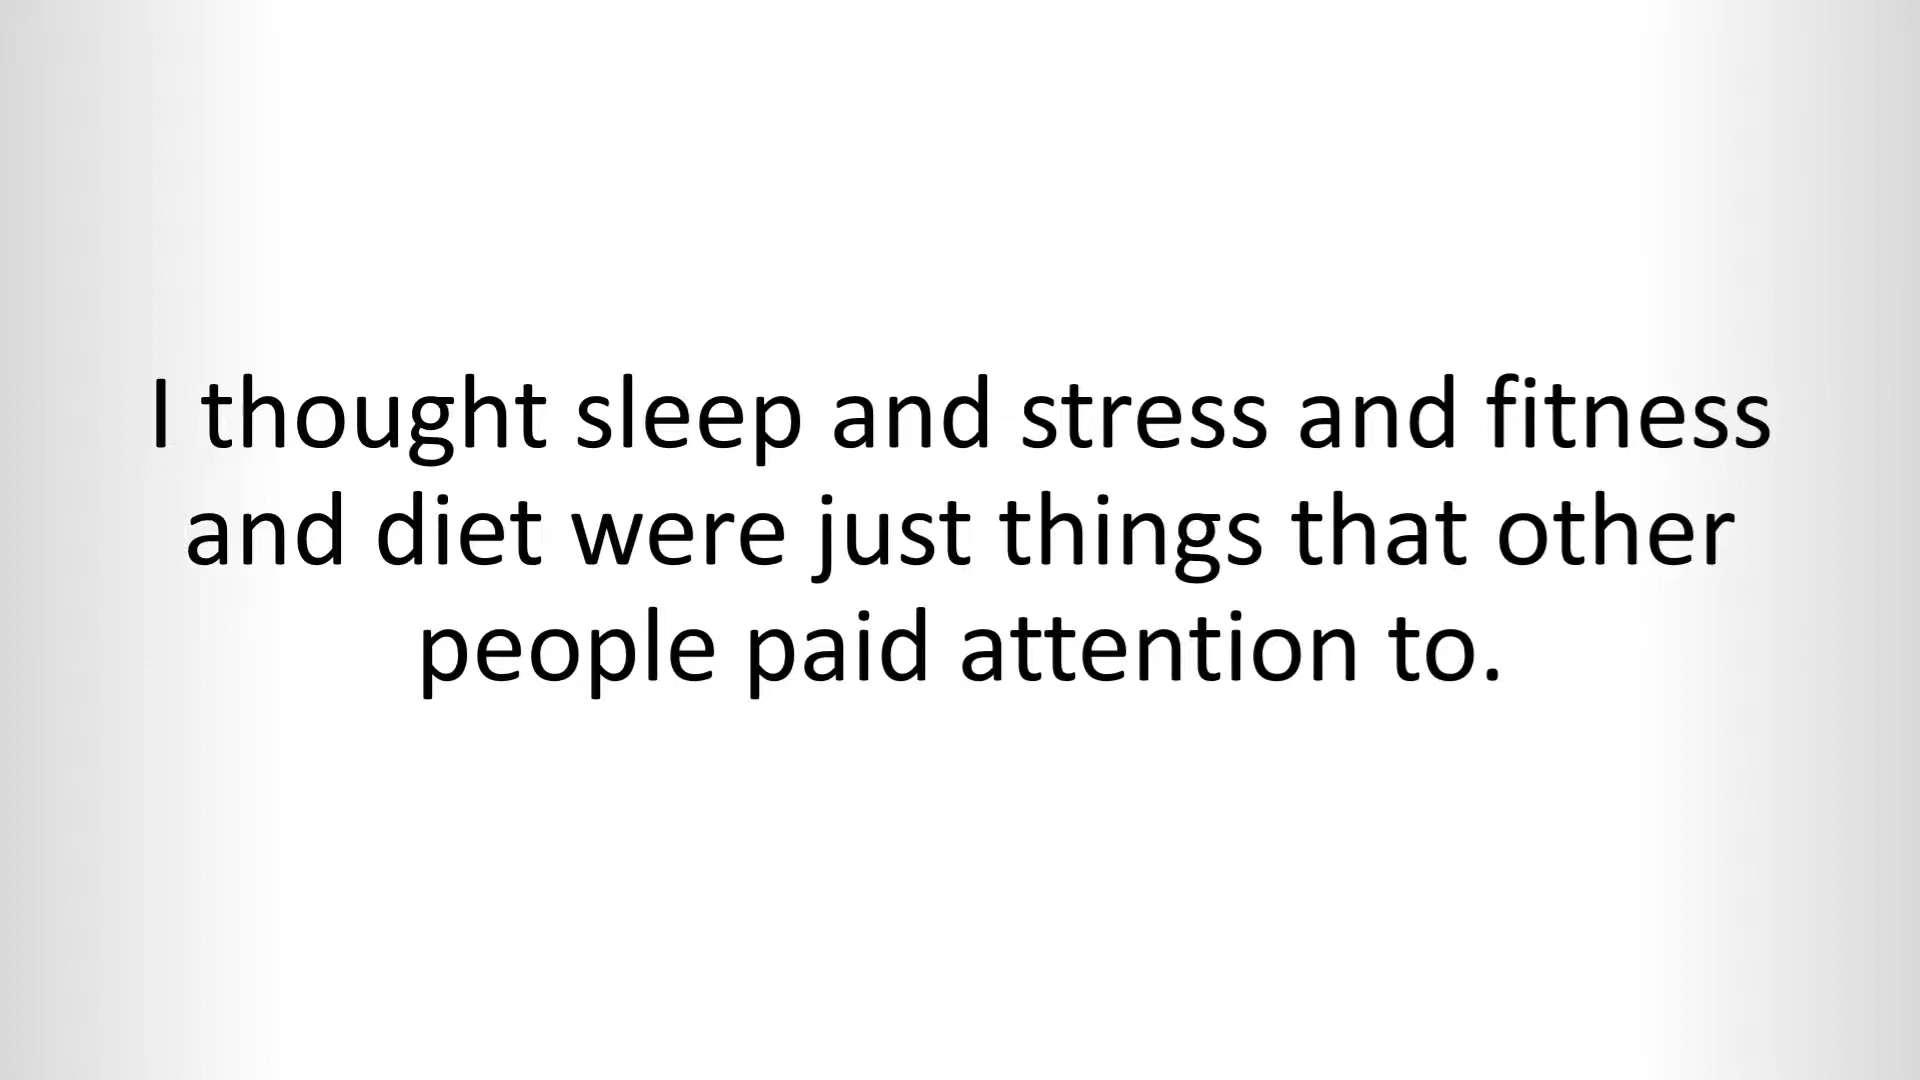 I thought sleep and stress and fitness
and diet were just things that other
people paid attention to.